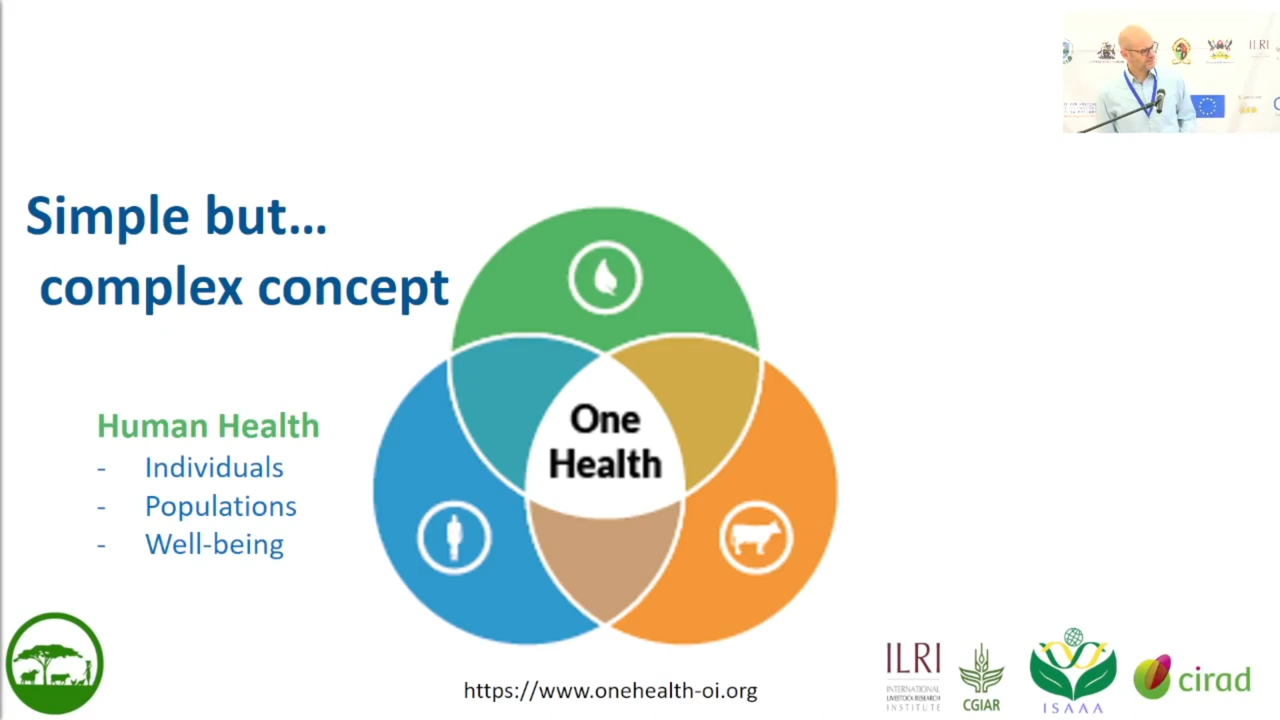 Simple but...
complex concept
Human Health
- Individuals
- Populations
- Well-being
One
Health
https://www.onehealth-oi.org
ILRI
INTERNATIONAL
LIVESTOCK RESEARCH
INSTITUTE
CGIAR
ISAAA
cirad
ILRI